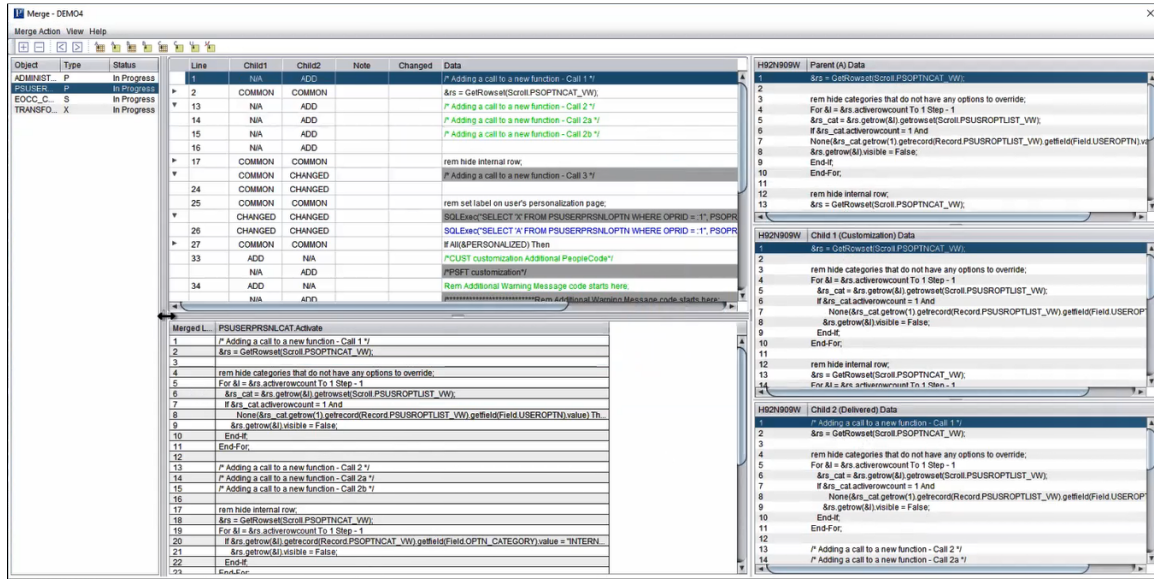 Merge - DEMO4
Merge Action View Help
Object Type Status
ADMINIST... P In Progress
PSUSER... P In Progress
EOCC_C... S In Progress
TRANSFO... X In Progress
Line Child1 Child2 Note Changed Data
1 N/A ADD /* Adding a call to a new function - Call 1 */
2 COMMON COMMON &rs = GetRowset(Scroll.PSOPTNCAT_VW);
13 N/A ADD /* Adding a call to a new function - Call 2 */
14 N/A ADD /* Adding a call to a new function - Call 2a */
15 N/A ADD /* Adding a call to a new function - Call 2b */
16 N/A ADD
17 COMMON COMMON rem hide internal row;
COMMON CHANGED /* Adding a call to a new function - Call 3 */
24 COMMON CHANGED
25 COMMON COMMON rem set label on user's personalization page;
CHANGED CHANGED SQLExec("SELECT 'X' FROM PSUSERPRSNLOPTN WHERE OPRID = :1", PSOPR
26 CHANGED CHANGED SQLExec("SELECT 'A' FROM PSUSERPRSNLOPTN WHERE OPRID = :1", PSOPR
27 COMMON COMMON If All(&PERSONALIZED) Then
33 ADD N/A /*CUST customization Additional PeopleCode*/
N/A ADD /*PSFT customization*/
34 ADD N/A Rem Additional Warning Message code starts here;
N/A ADD Rem Additional Warning Message code starts here;
Merged L... PSUSERPRSNLCAT.Activate
1 /* Adding a call to a new function - Call 1 */
2 &rs = GetRowset(Scroll.PSOPTNCAT_VW);
3
4 rem hide categories that do not have any options to override;
5 For &I = &rs.activerowcount To 1 Step - 1
6 &rs_cat = &rs.getrow(&I).getrowset(Scroll.PSUSROPTLIST_VW);
7 If &rs_cat.activerowcount = 1 And
8 None(&rs_cat.getrow(1).getrecord(Record.PSUSROPTLIST_VW).getfield(Field.USEROPTN).value) Th...
9 &rs.getrow(&I).visible = False;
10 End-If;
11 End-For;
12
13 /* Adding a call to a new function - Call 2 */
14 /* Adding a call to a new function - Call 2a */
15 /* Adding a call to a new function - Call 2b */
16
17 rem hide internal row;
18 &rs = GetRowset(Scroll.PSOPTNCAT_VW);
19 For &I = &rs.activerowcount To 1 Step - 1
20 If &rs.getrow(&I).getrecord(Record.PSOPTNCAT_VW).getfield(Field.OPTN_CATEGORY).value = "INTERN...
21 &rs.getrow(&I).visible = False;
22 End-If;
23 End-For;
H92N909W Parent (A) Data
1 &rs = GetRowset(Scroll.PSOPTNCAT_VW);
2
3 rem hide categories that do not have any options to override;
4 For &I = &rs.activerowcount To 1 Step - 1
5 &rs_cat = &rs.getrow(&I).getrowset(Scroll.PSUSROPTLIST_VW);
6 If &rs_cat.activerowcount = 1 And
7 None(&rs_cat.getrow(1).getrecord(Record.PSUSROPTLIST_VW).getfield(Field.USEROPTN).va
8 &rs.getrow(&I).visible = False;
9 End-If;
10 End-For;
11
12 rem hide internal row;
13 &rs = GetRowset(Scroll.PSOPTNCAT_VW);
H92N909W Child 1 (Customization) Data
1 &rs = GetRowset(Scroll.PSOPTNCAT_VW);
2
3 rem hide categories that do not have any options to override;
4 For &I = &rs.activerowcount To 1 Step - 1
5 &rs_cat = &rs.getrow(&I).getrowset(Scroll.PSUSROPTLIST_VW);
6 If &rs_cat.activerowcount = 1 And
7 None(&rs_cat.getrow(1).getrecord(Record.PSUSROPTLIST_VW).getfield(Field.USEROP
8 &rs.getrow(&I).visible = False;
9 End-If;
10 End-For;
11
12 rem hide internal row;
13 &rs = GetRowset(Scroll.PSOPTNCAT_VW);
14 For &I = &rs.activerowcount To 1 Step - 1
H92N909W Child 2 (Delivered) Data
1 /* Adding a call to a new function - Call 1 */
2 &rs = GetRowset(Scroll.PSOPTNCAT_VW);
3
4 rem hide categories that do not have any options to override;
5 For &I = &rs.activerowcount To 1 Step - 1
6 &rs_cat = &rs.getrow(&I).getrowset(Scroll.PSUSROPTLIST_VW);
7 If &rs_cat.activerowcount = 1 And
8 None(&rs_cat.getrow(1).getrecord(Record.PSUSROPTLIST_VW).getfield(Field.USEROP
9 &rs.getrow(&I).visible = False;
10 End-If;
11 End-For;
12
13 /* Adding a call to a new function - Call 2 */
14 /* Adding a call to a new function - Call 2a */